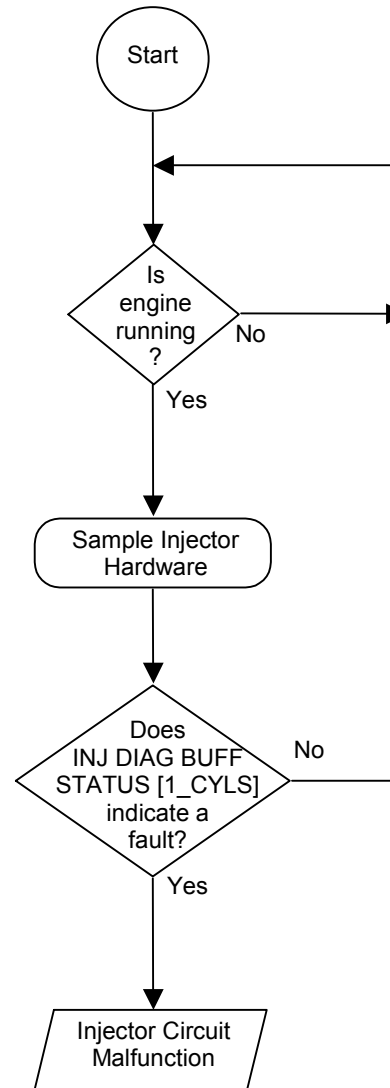 Start
Is
engine
running
?
No
Yes
Sample Injector
Hardware
Does
INJ DIAG BUFF
STATUS [1_CYLS]
indicate a
fault?
No
Yes
Injector Circuit
Malfunction